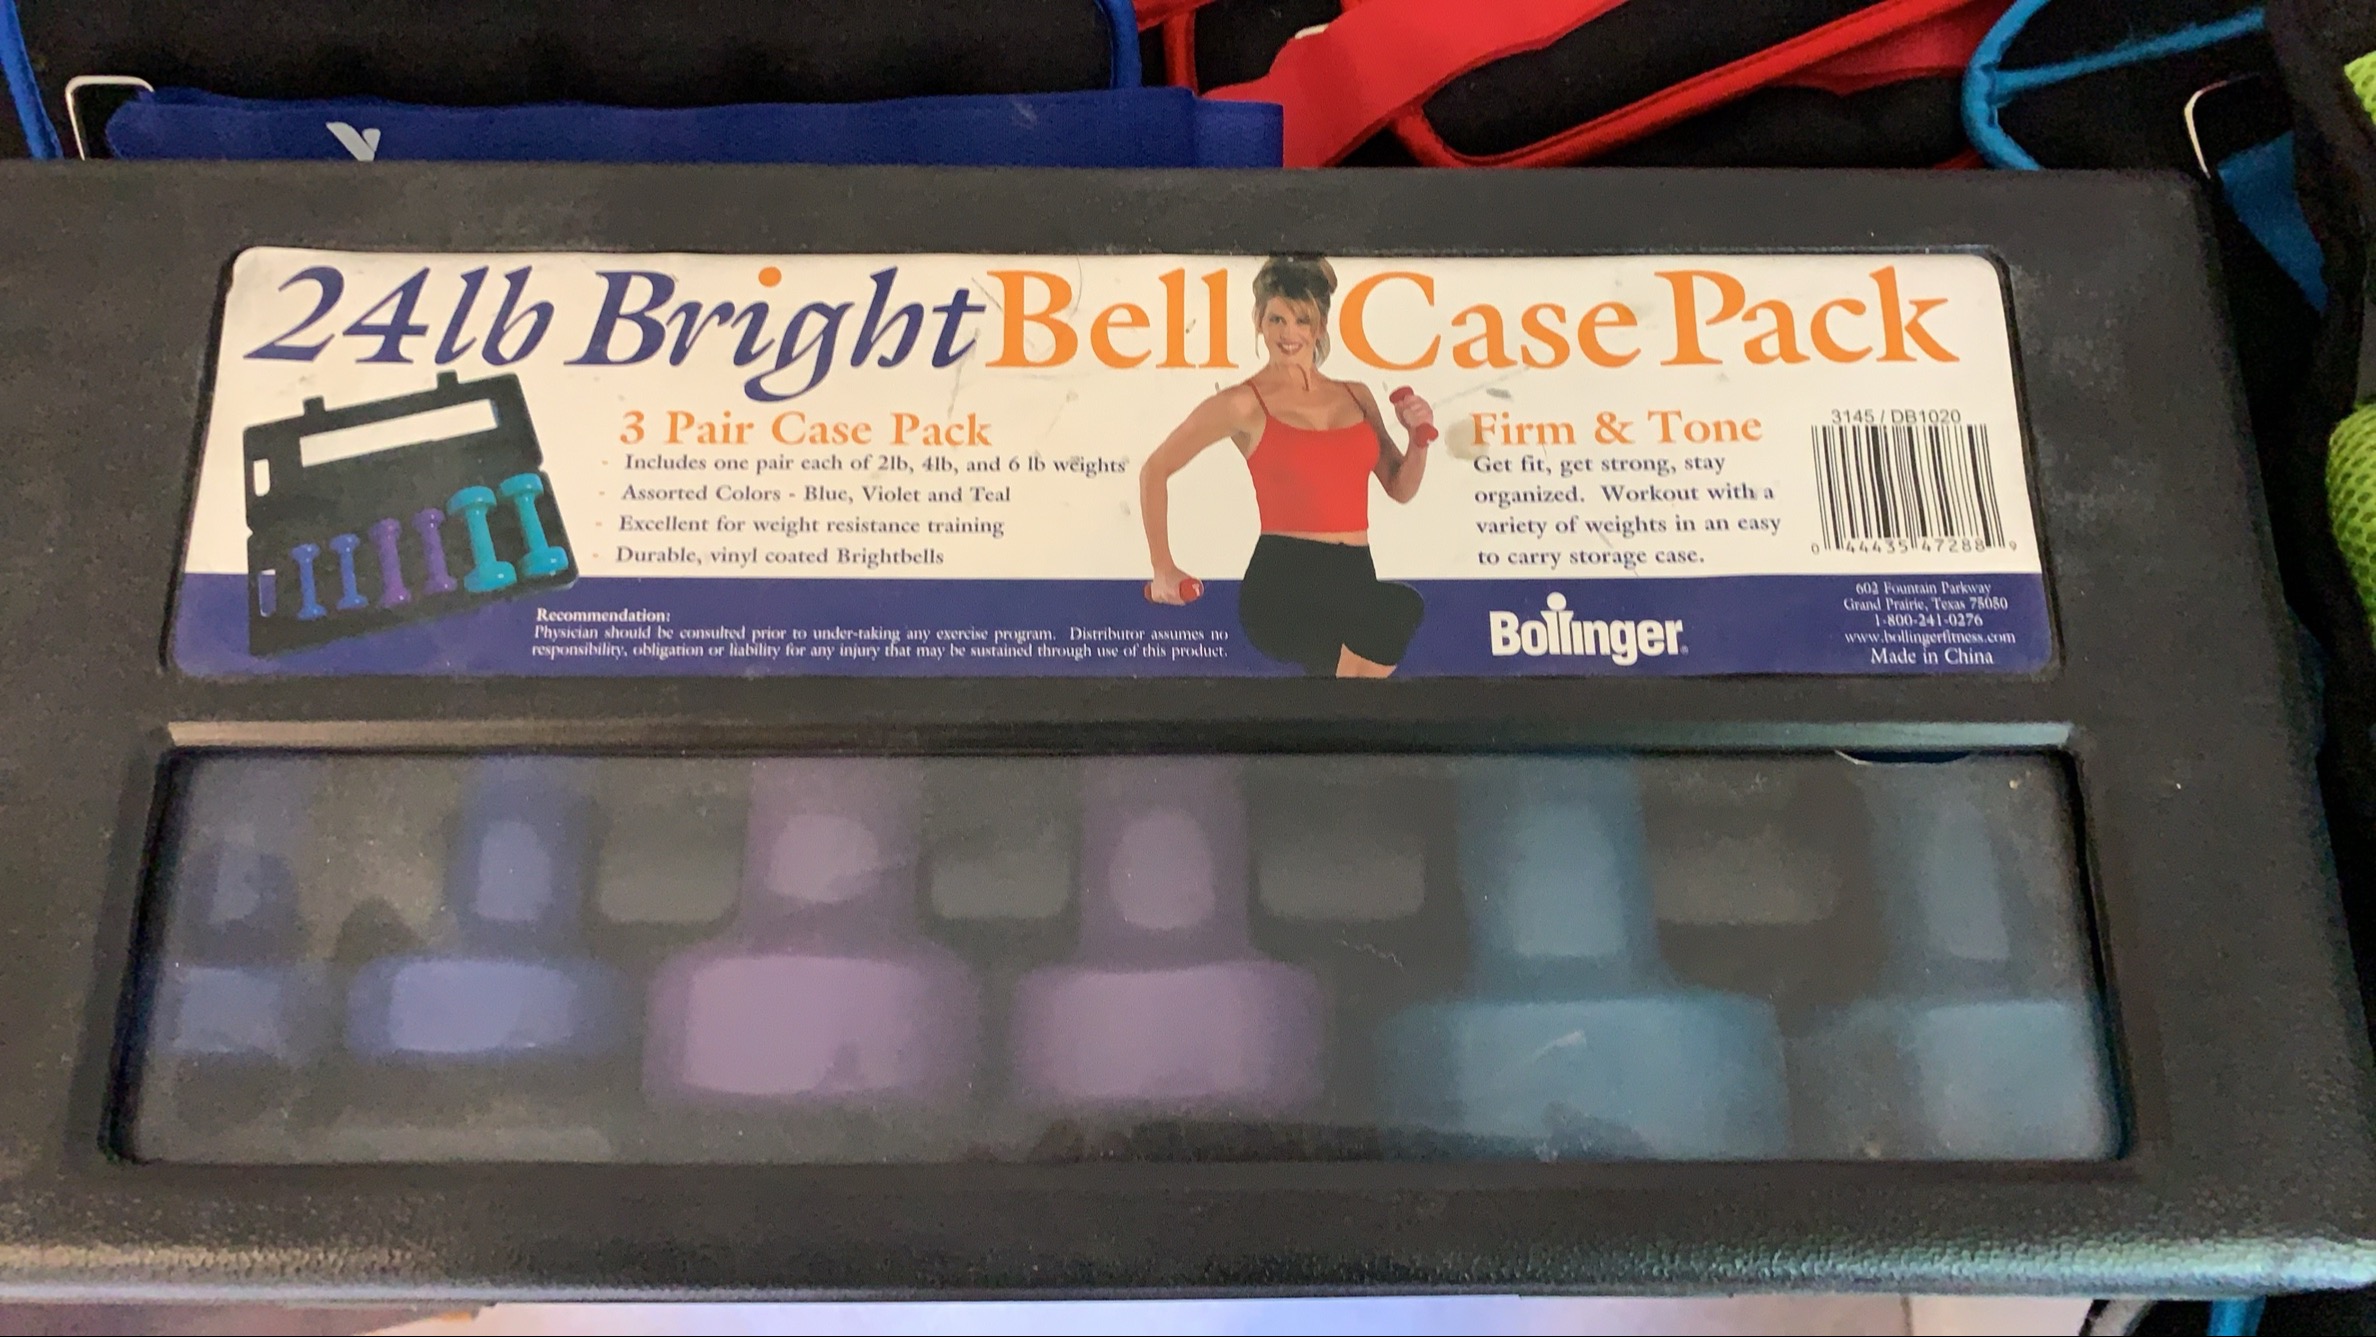 24lb BrightBell Case Pack
3 Pair Case Pack
- Includes one pair each of 2lb, 4lb, and 6 lb weights
- Assorted Colors - Blue, Violet and Teal
- Excellent for weight resistance training
- Durable, vinyl coated Brightbells
Recommendation:
Physician should be consulted prior to under-taking any exercise program. Distributor assumes no
responsibility, obligation or liability for any injury that may be sustained through use of this product.
Firm & Tone
Get fit, get strong, stay
organized. Workout with a
variety of weights in an easy
to carry storage case.
Bollinger
3145 / DB1020
0 44435 47288 9
602 Fountain Parkway
Grand Prairie, Texas 75050
1-800-241-0276
www.bollingerfitness.com
Made in China